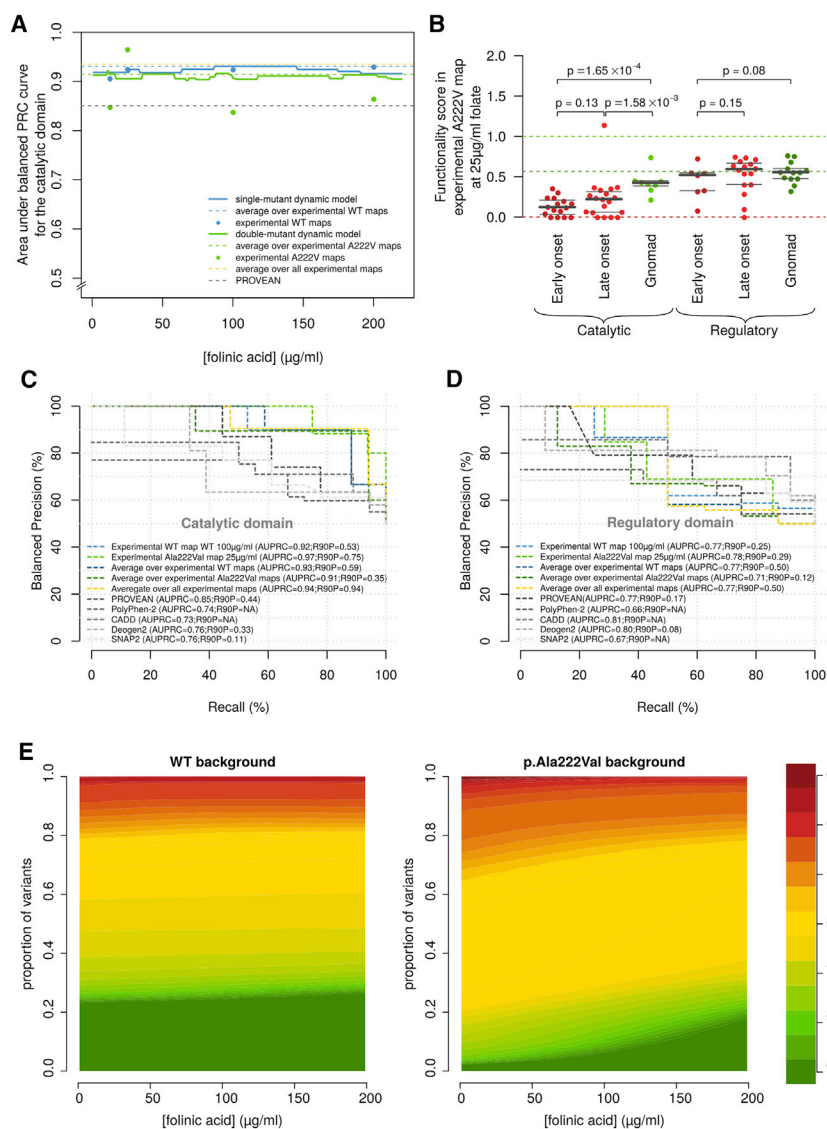 A
Area under balanced PRC curve
for the catalytic domain
1.0
0.9
0.8
0.7
0.6
0.5
single-mutant dynamic model
average over experimental WT maps
experimental WT maps
double-mutant dynamic model
average over experimental A222V maps
experimental A222V maps
average over all experimental maps
PROVEAN
0
50
100
150
200
[folinic acid] (μg/ml)
B
Functionality score in
experimental A222V map
at 25μg/ml folate
2.0
1.5
1.0
0.5
0.0
p=1.65×10⁻⁴
p = 0.08
p = 0.13
p=1.58×10⁻³
p = 0.15
Early onset
Late onset
Gnomad
Early onset
Late onset
Gnomad
Catalytic
Regulatory
C
Balanced Precision (%)
100
80
60
40
20
0
Catalytic domain
Experimental WT map WT 100μg/ml (AUPRC=0.92;R90P=0.53)
Experimental Ala222Val map 25μg/ml (AUPRC=0.97;R90P=0.75)
Average over experimental WT maps (AUPRC=0.93;R90P=0.59)
Average over experimental Ala222Val maps (AUPRC=0.91;R90P=0.35)
Averegate over all experimental maps (AUPRC=0.94;R90P=0.94)
PROVEAN (AUPRC=0.85;R90P=0.44)
PolyPhen-2 (AUPRC=0.74;R90P=NA)
CADD (AUPRC=0.73;R90P=NA)
Deogen2 (AUPRC=0.76;R90P=0.33)
SNAP2 (AUPRC=0.76;R90P=0.11)
0
20
40
60
80
100
Recall (%)
D
Balanced Precision (%)
100
80
60
40
20
0
Regulatory domain
Experimental WT map 100μg/ml (AUPRC=0.77;R90P=0.25)
Experimental Ala222Val map 25μg/ml (AUPRC=0.78;R90P=0.29)
Average over experimental WT maps (AUPRC=0.77;R90P=0.50)
Average over experimental Ala222Val maps (AUPRC=0.71;R90P=0.12)
Average over all experimental maps (AUPRC=0.77;R90P=0.50)
PROVEAN(AUPRC=0.77;R90P=0.17)
PolyPhen-2 (AUPRC=0.66;R90P=NA)
CADD (AUPRC=0.81;R90P=NA)
Deogen2 (AUPRC=0.80;R90P=0.08)
SNAP2 (AUPRC=0.67;R90P=NA)
0
20
40
60
80
100
Recall (%)
E
WT background
proportion of variants
1.0
0.8
0.6
0.4
0.2
0.0
0
50
100
150
200
[folinic acid] (μg/ml)
p.Ala222Val background
proportion of variants
1.0
0.8
0.6
0.4
0.2
0.0
0
50
100
150
200
[folinic acid] (μg/ml)